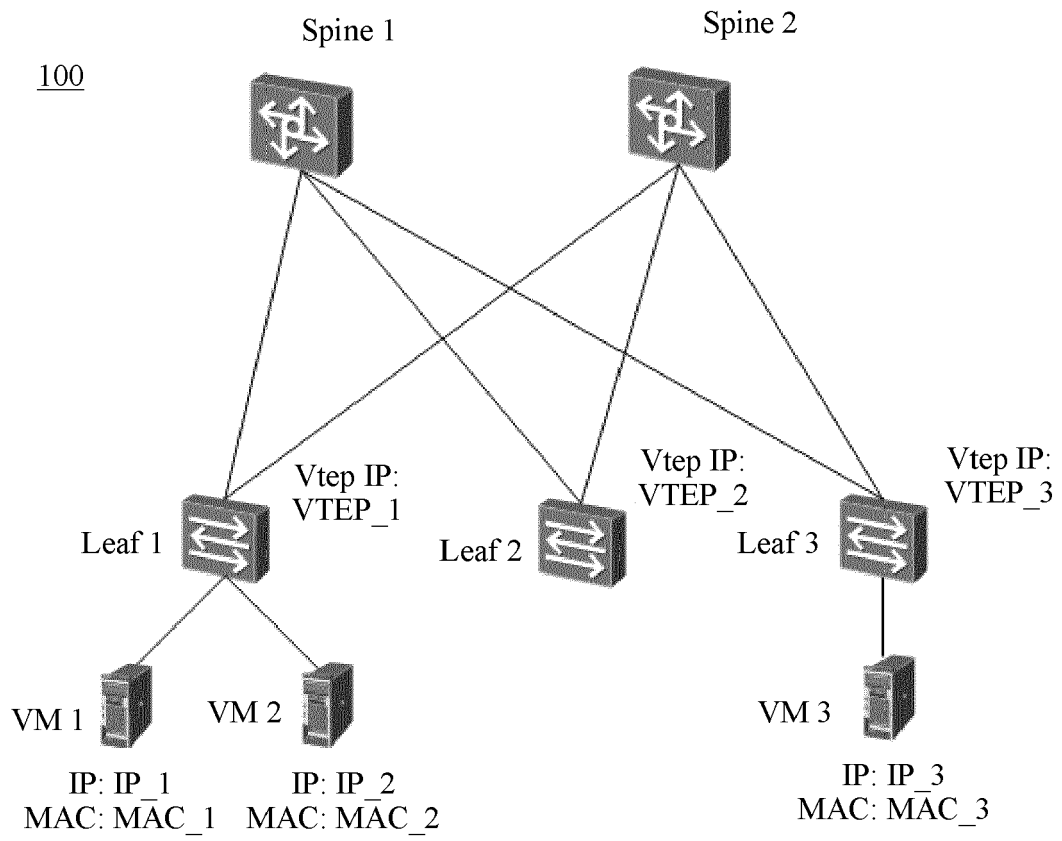 Spine 1
Spine 2
100
Vtep IP:
VTEP_1
Vtep IP:
VTEP_2
Vtep IP:
VTEP_3
Leaf 1
Leaf 2
Leaf 3
VM 1
VM 2
VM 3
IP: IP_1
MAC: MAC_1
IP: IP_2
MAC: MAC_2
IP: IP_3
MAC: MAC_3